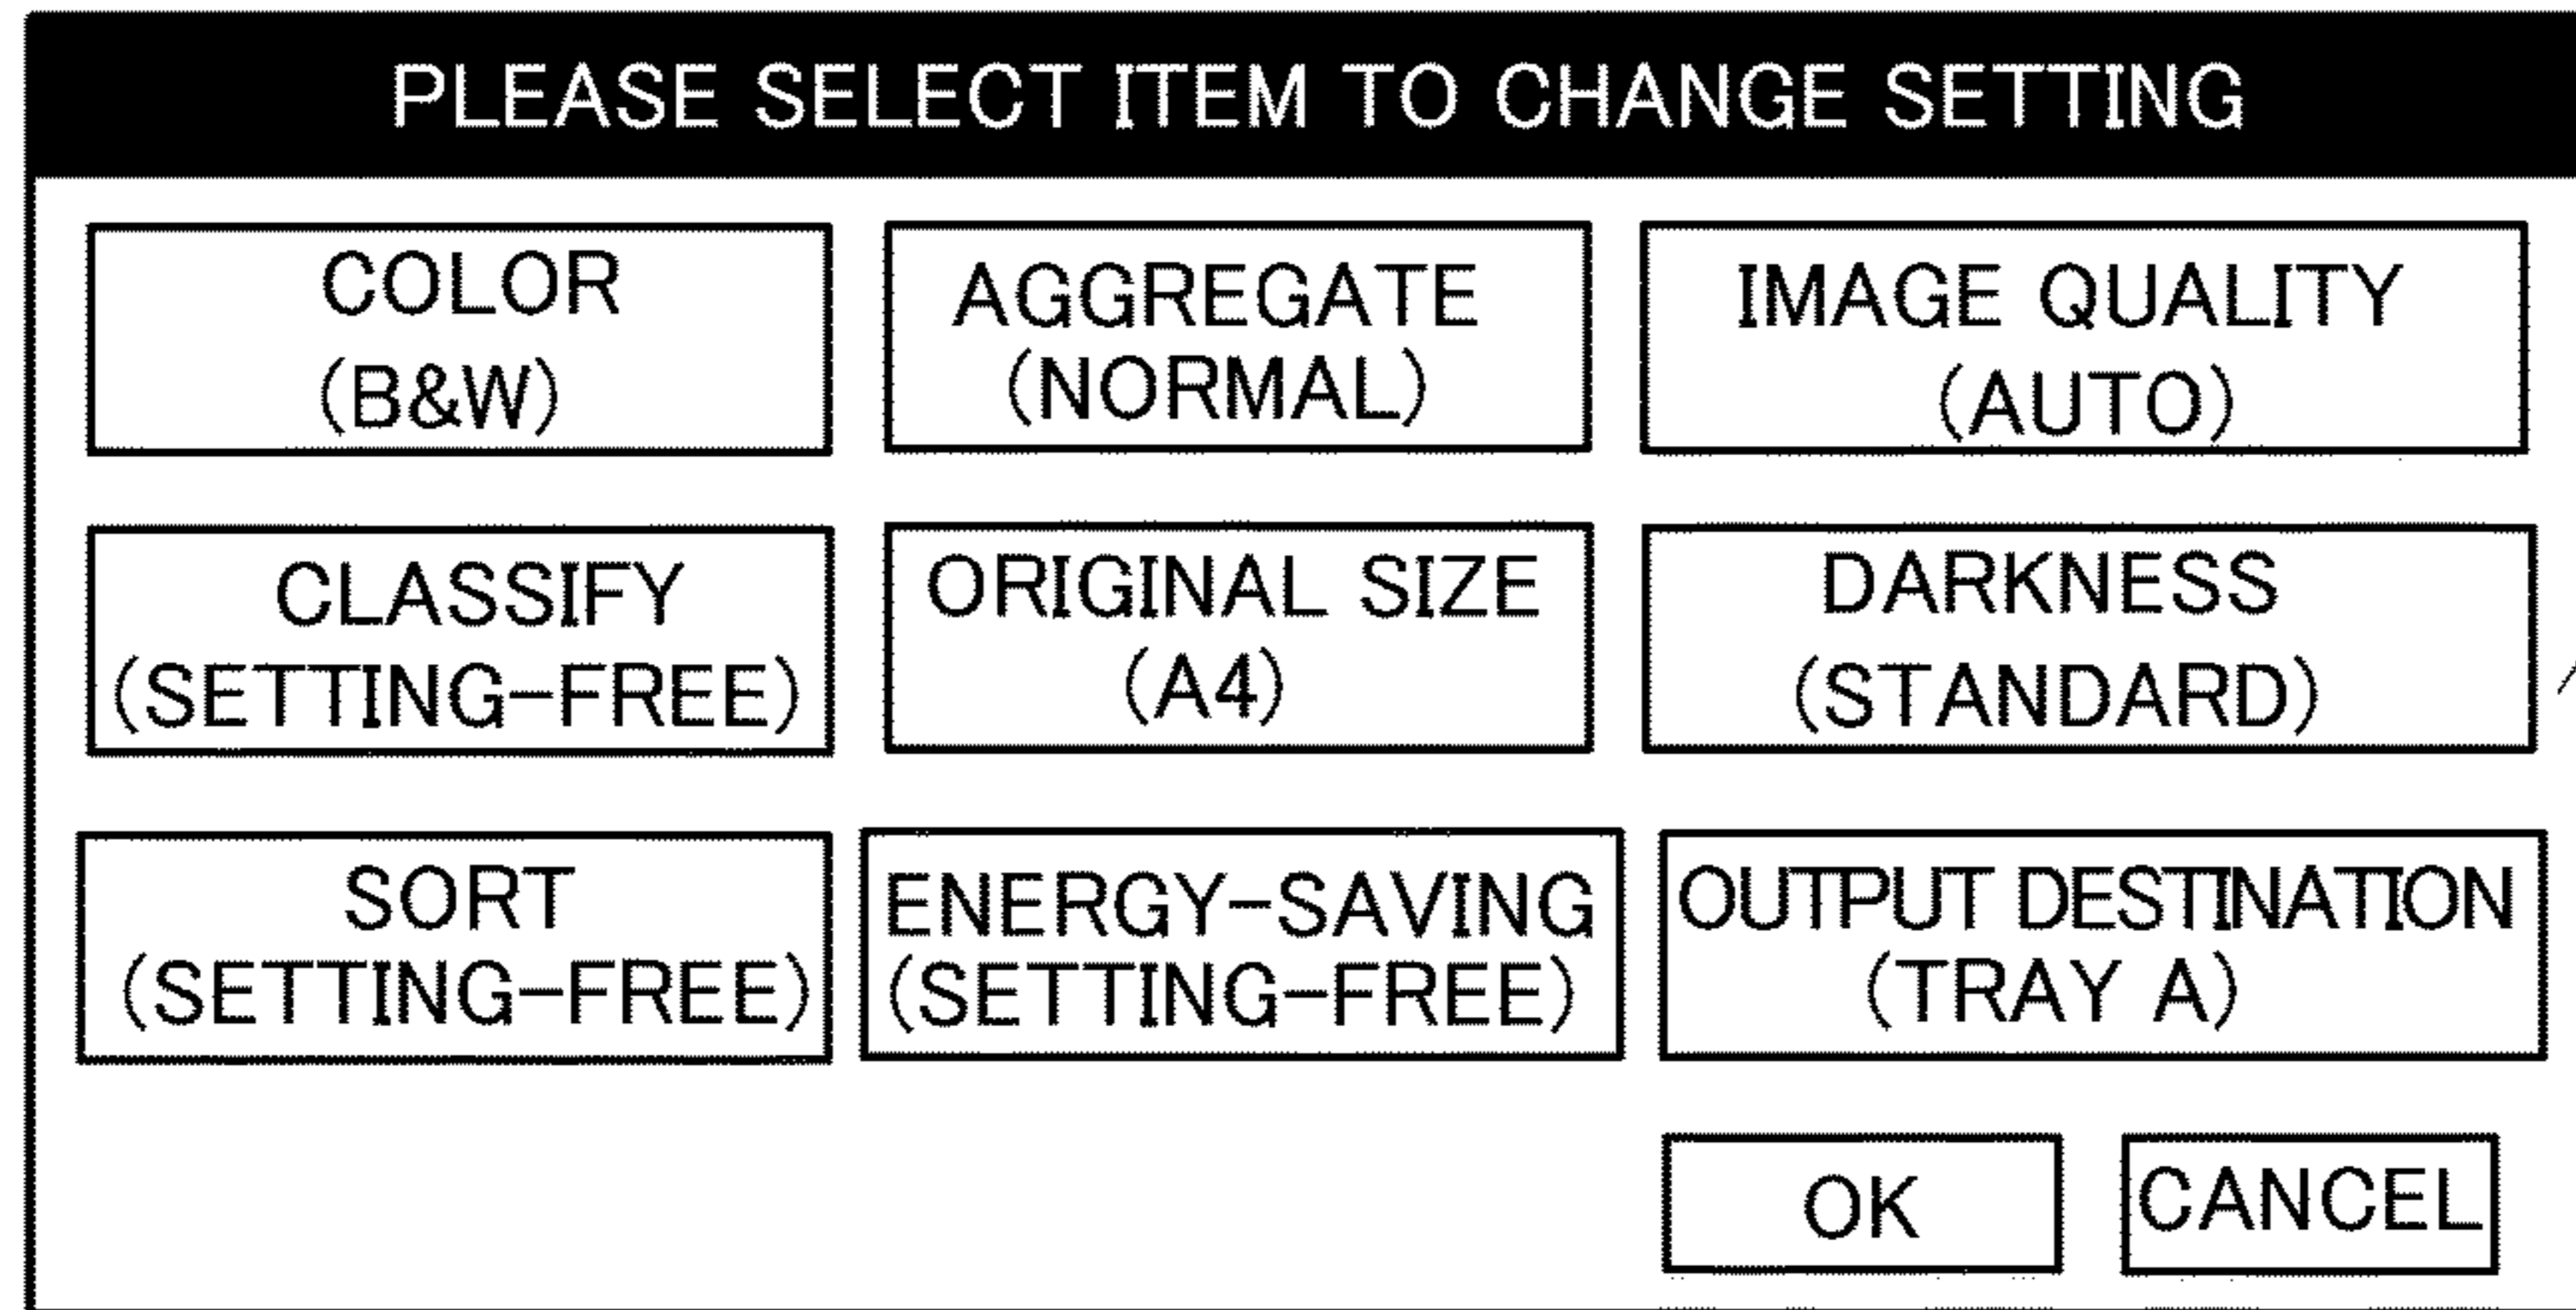 PLEASE SELECT ITEM TO CHANGE SETTING
COLOR
(B&W)
AGGREGATE
(NORMAL)
IMAGE QUALITY
(AUTO)
CLASSIFY
(SETTING-FREE)
ORIGINAL SIZE
(A4)
DARKNESS
(STANDARD)
SORT
(SETTING-FREE)
ENERGY-SAVING
(SETTING-FREE)
OUTPUT DESTINATION
(TRAY A)
OK
CANCEL